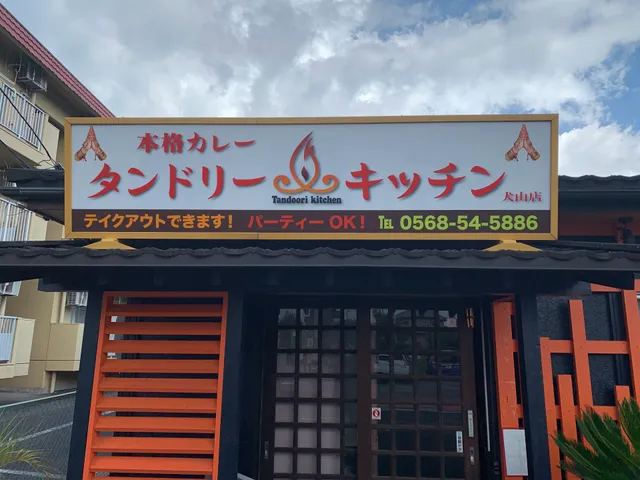 本格カレー
タンドリー キッチン
Tandoori kitchen
犬山店
テイクアウトできます! パーティーOK! TEL 0568-54-5886